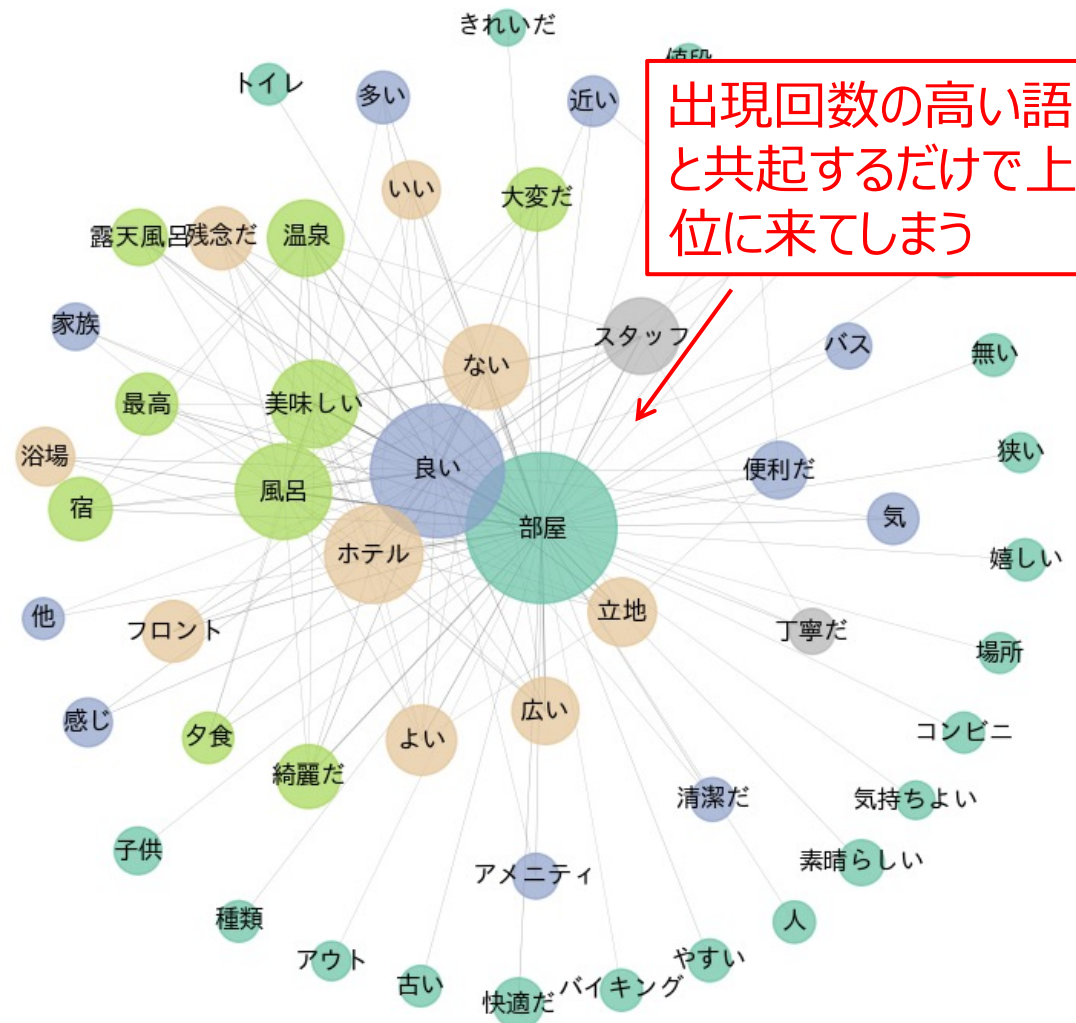 きれいだ
トイレ
多い
近い
値段
出現回数の高い語
と共起するだけで上
位に来てしまう
いい
大変だ
露天風呂
残念だ
温泉
家族
スタッフ
バス
無い
ない
最高
美味しい
浴場
良い
便利だ
狭い
宿
風呂
気
部屋
ホテル
嬉しい
他
フロント
立地
丁寧だ
場所
感じ
夕食
よい
広い
コンビニ
綺麗だ
清潔だ
気持ちよい
子供
アメニティ
素晴らしい
種類
人
アウト
古い
快適だ
バイキング
やすい